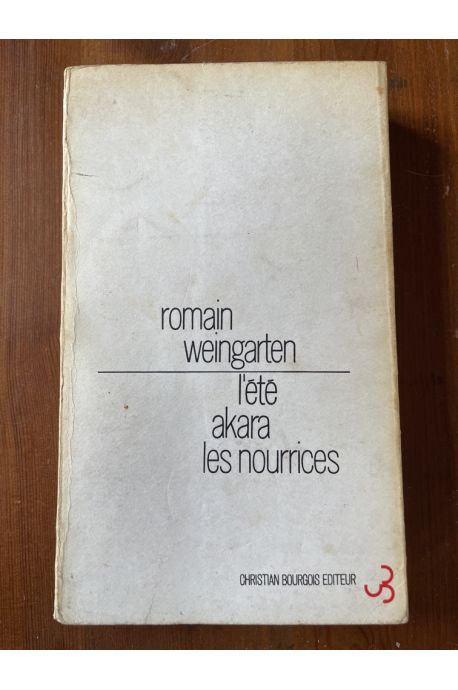 romain
weingarten
l'été
akara
les nourrices
CHRISTIAN BOURGOIS EDITEUR